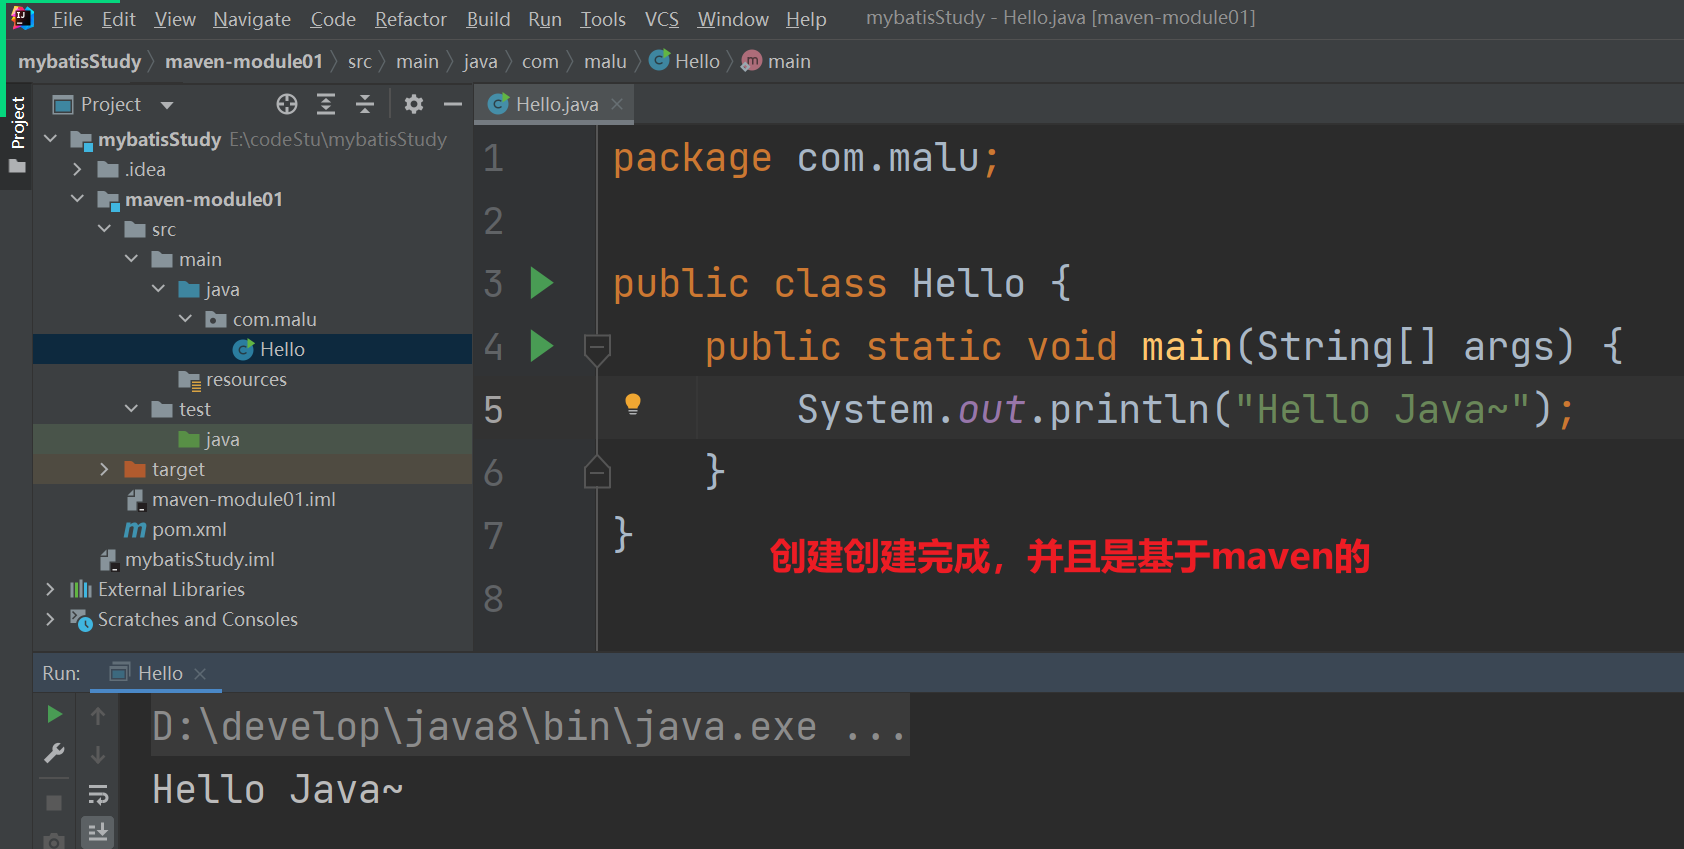 File Edit View Navigate Code Refactor Build Run Tools VCS Window Help mybatisStudy - Hello.java [maven-module01]
mybatisStudy maven-module01 src main java com malu Hello main
Project
Project
Hello.java
mybatisStudy E:\codeStu\mybatisStudy
.idea
maven-module01
src
main
java
com.malu
Hello
resources
test
java
target
maven-module01.iml
pom.xml
mybatisStudy.iml
External Libraries
Scratches and Consoles
1 package com.malu;
2
3 public class Hello {
4 public static void main(String[] args) {
5 System.out.println("Hello Java~");
6 }
7 }
8
创建创建完成，并且是基于maven的
Run: Hello
D:\develop\java8\bin\java.exe ...
Hello Java~